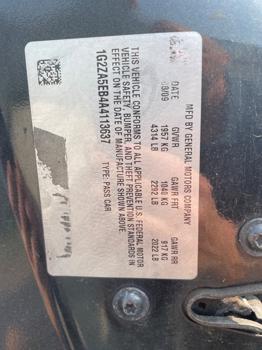 MFD BY GENERAL MOTORS COMPANY
DATE GVWR GAWR FRT GAWR RR
08/09 1957 KG 1040 KG 917 KG
4314 LB 2292 LB 2022 LB
THIS VEHICLE CONFORMS TO ALL APPLICABLE U.S. FEDERAL MOTOR
VEHICLE SAFETY, BUMPER, AND THEFT PREVENTION STANDARDS IN
EFFECT ON THE DATE OF MANUFACTURE SHOWN ABOVE.
1G2ZA5EB4A4113637 TYPE: PASS CAR